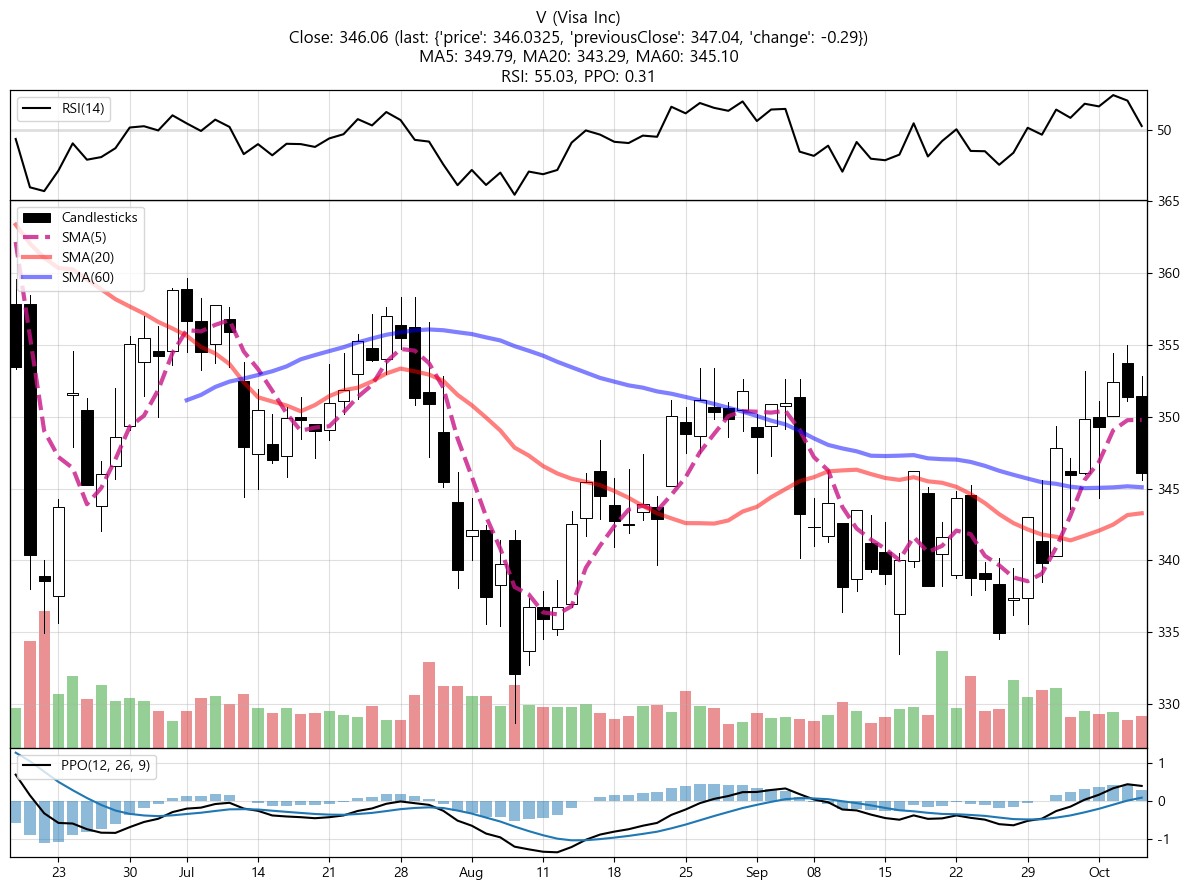 V (Visa Inc)
Close: 346.06 (last: {'price': 346.0325, 'previousClose': 347.04, 'change': -0.29})
MA5: 349.79, MA20: 343.29, MA60: 345.10
RSI: 55.03, PPO: 0.31
RSI(14)
50
365
Candlesticks
SMA(5)
SMA(20)
SMA(60)
360
355
350
345
340
335
330
PPO(12, 26, 9)
1
0
-1
23 30 Jul 14 21 28 Aug 11 18 25 Sep 08 15 22 29 Oct